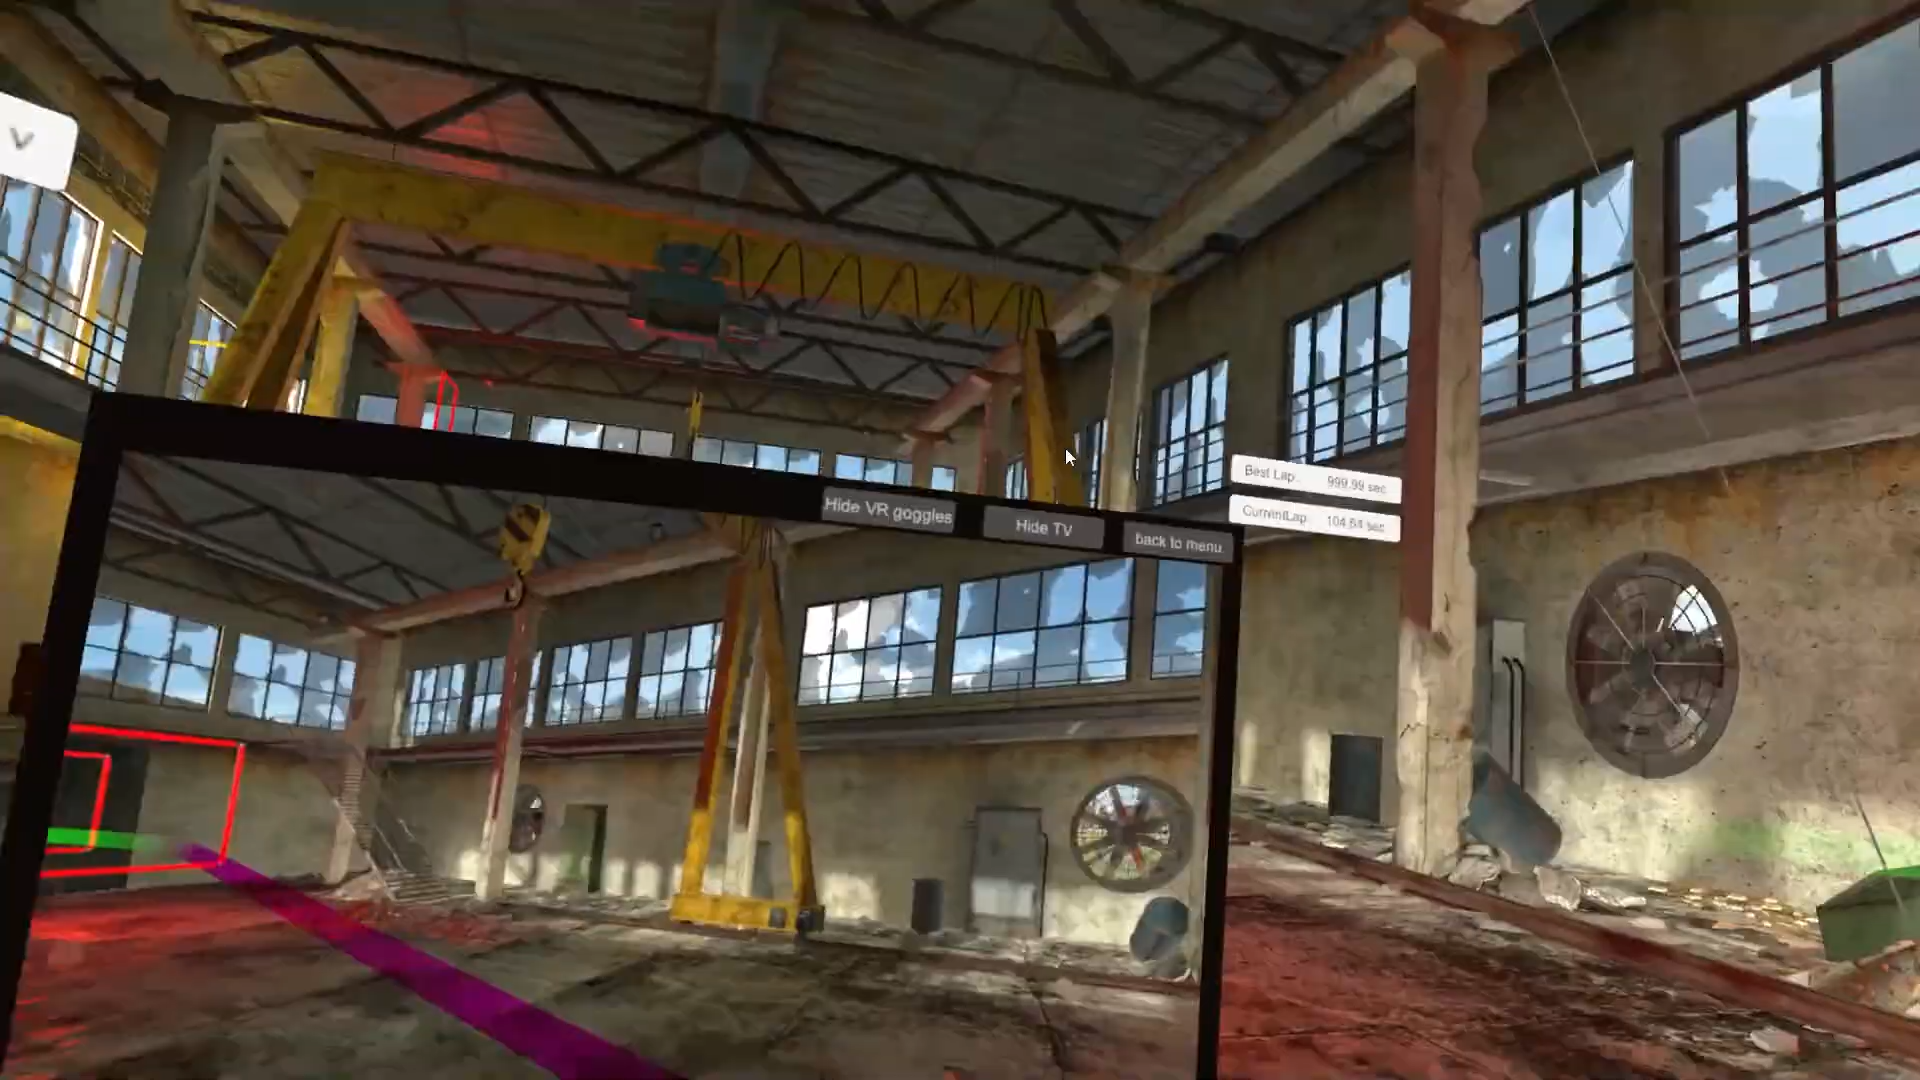 V
Best Lap: 999.99 sec
Hide VR goggles
Hide TV
back to menu
CurrentLap: 104.64 sec